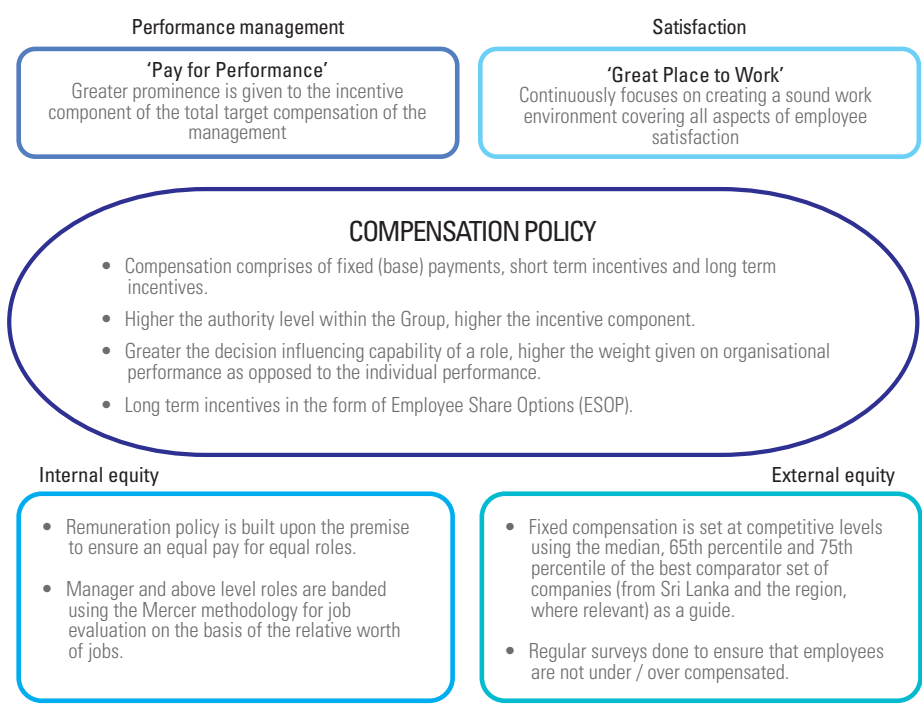 Performance management
'Pay for Performance'
Greater prominence is given to the incentive
component of the total target compensation of the
management
Satisfaction
'Great Place to Work'
Continuously focuses on creating a sound work
environment covering all aspects of employee
satisfaction
COMPENSATION POLICY
• Compensation comprises of fixed (base) payments, short term incentives and long term
incentives.
• Higher the authority level within the Group, higher the incentive component.
• Greater the decision influencing capability of a role, higher the weight given on organisational
performance as opposed to the individual performance.
• Long term incentives in the form of Employee Share Options (ESOP).
Internal equity
• Remuneration policy is built upon the premise
to ensure an equal pay for equal roles.
• Manager and above level roles are banded
using the Mercer methodology for job
evaluation on the basis of the relative worth
of jobs.
External equity
• Fixed compensation is set at competitive levels
using the median, 65th percentile and 75th
percentile of the best comparator set of
companies (from Sri Lanka and the region,
where relevant) as a guide.
• Regular surveys done to ensure that employees
are not under / over compensated.